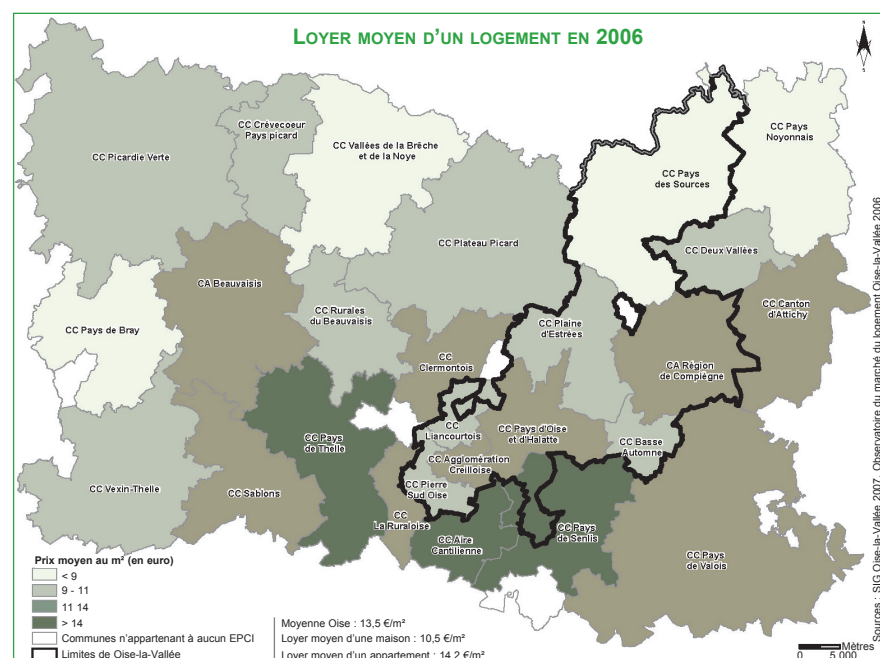 LOYER MOYEN D'UN LOGEMENT EN 2006
N
S
CC Crèvecoeur
Pays picard
CC Picardie Verte
CC Vallées de la Brêche
et de la Noye
CC Pays
Noyonnais
CC Pays
des Sources
CC Plateau Picard
CC Deux Vallées
CA Beauvaisis
CC Rurales
du Beauvaisis
CC Pays de Bray
CC Plaine
d'Estrées
CC Canton
d'Attichy
CC
Clermontois
CA Région
de Compiègne
CC
Liancourtois
CC Pays d'Oise
et d'Halatte
CC Pays
de Thelle
CC Basse
Automne
CC Agglomération
Creilloise
CC Pierre
Sud Oise
CC Vexin-Thelle
CC Sablons
CC
La Ruraloise
CC Aire
Cantilienne
CC Pays
de Senlis
CC Pays
de Valois
Prix moyen au m² (en euro)
< 9
9 - 11
11 14
> 14
Communes n'appartenant à aucun EPCI
Limites de Oise-la-Vallée
Moyenne Oise : 13,5 €/m²
Loyer moyen d'une maison : 10,5 €/m²
Loyer moyen d'un appartement : 14,2 €/m²
Mètres
0 5 000
Sources : SIG Oise-la-Vallée 2007, Observatoire du marché du logement Oise-la-Vallée 2006